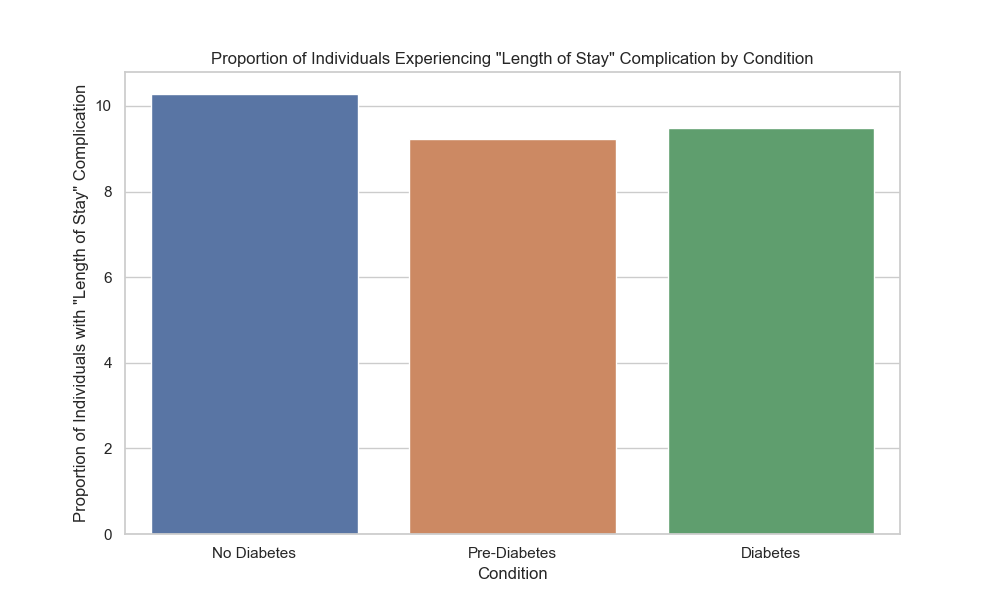 Proportion of Individuals Experiencing "Length of Stay" Complication by Condition
Proportion of Individuals with "Length of Stay" Complication
10
8
6
4
2
0
No Diabetes
Pre-Diabetes
Diabetes
Condition